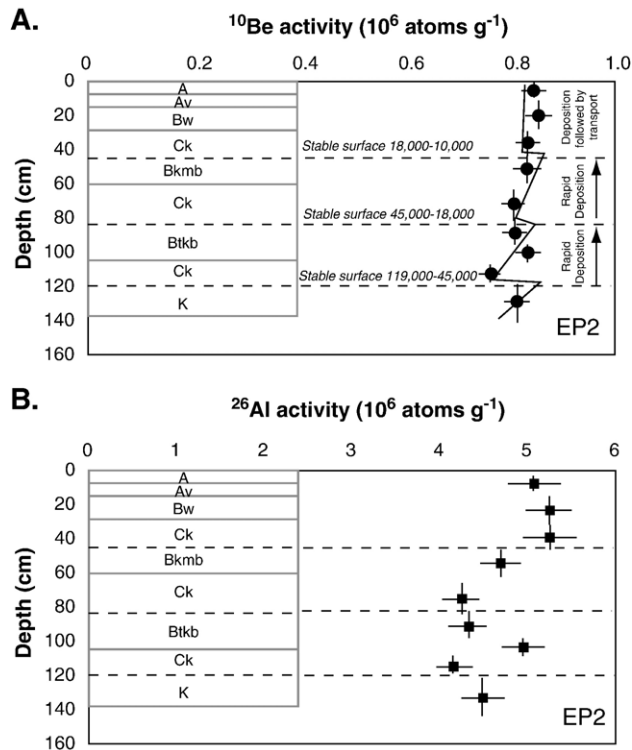 A.
¹⁰Be activity (10⁶ atoms g⁻¹)
0 0.2 0.4 0.6 0.8 1.0
Depth (cm)
0
20
40
60
80
100
120
140
160
A
Av
Bw
Ck
Bkmb
Ck
Btkb
Ck
K
Stable surface 18,000-10,000
Stable surface 45,000-18,000
Stable surface 119,000-45,000
Deposition
followed by
transport
Rapid
Deposition
Rapid
Deposition
EP2
B.
²⁶Al activity (10⁶ atoms g⁻¹)
0 1 2 3 4 5 6
Depth (cm)
0
20
40
60
80
100
120
140
160
A
Av
Bw
Ck
Bkmb
Ck
Btkb
Ck
K
EP2